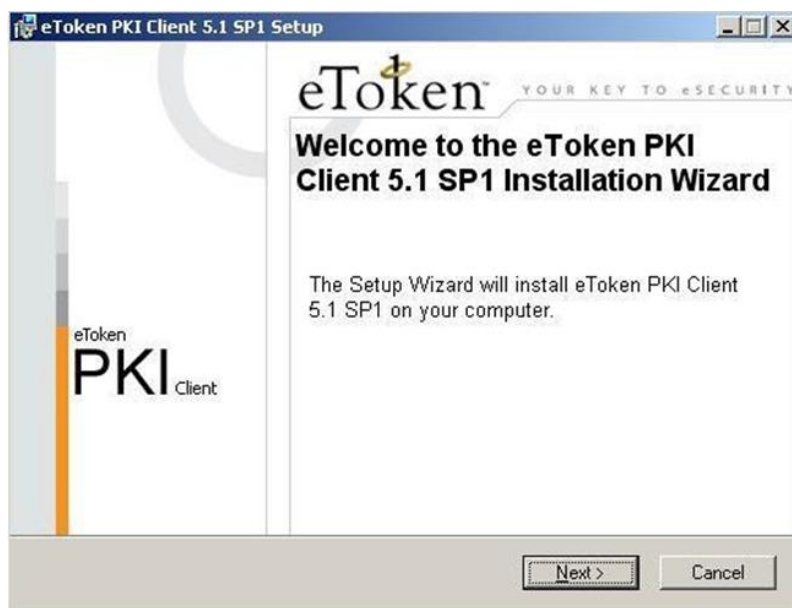 eToken PKI Client 5.1 SP1 Setup
eToken™ YOUR KEY TO eSECURITY
Welcome to the eToken PKI
Client 5.1 SP1 Installation Wizard
The Setup Wizard will install eToken PKI Client
5.1 SP1 on your computer.
eToken
PKI Client
Next >
Cancel